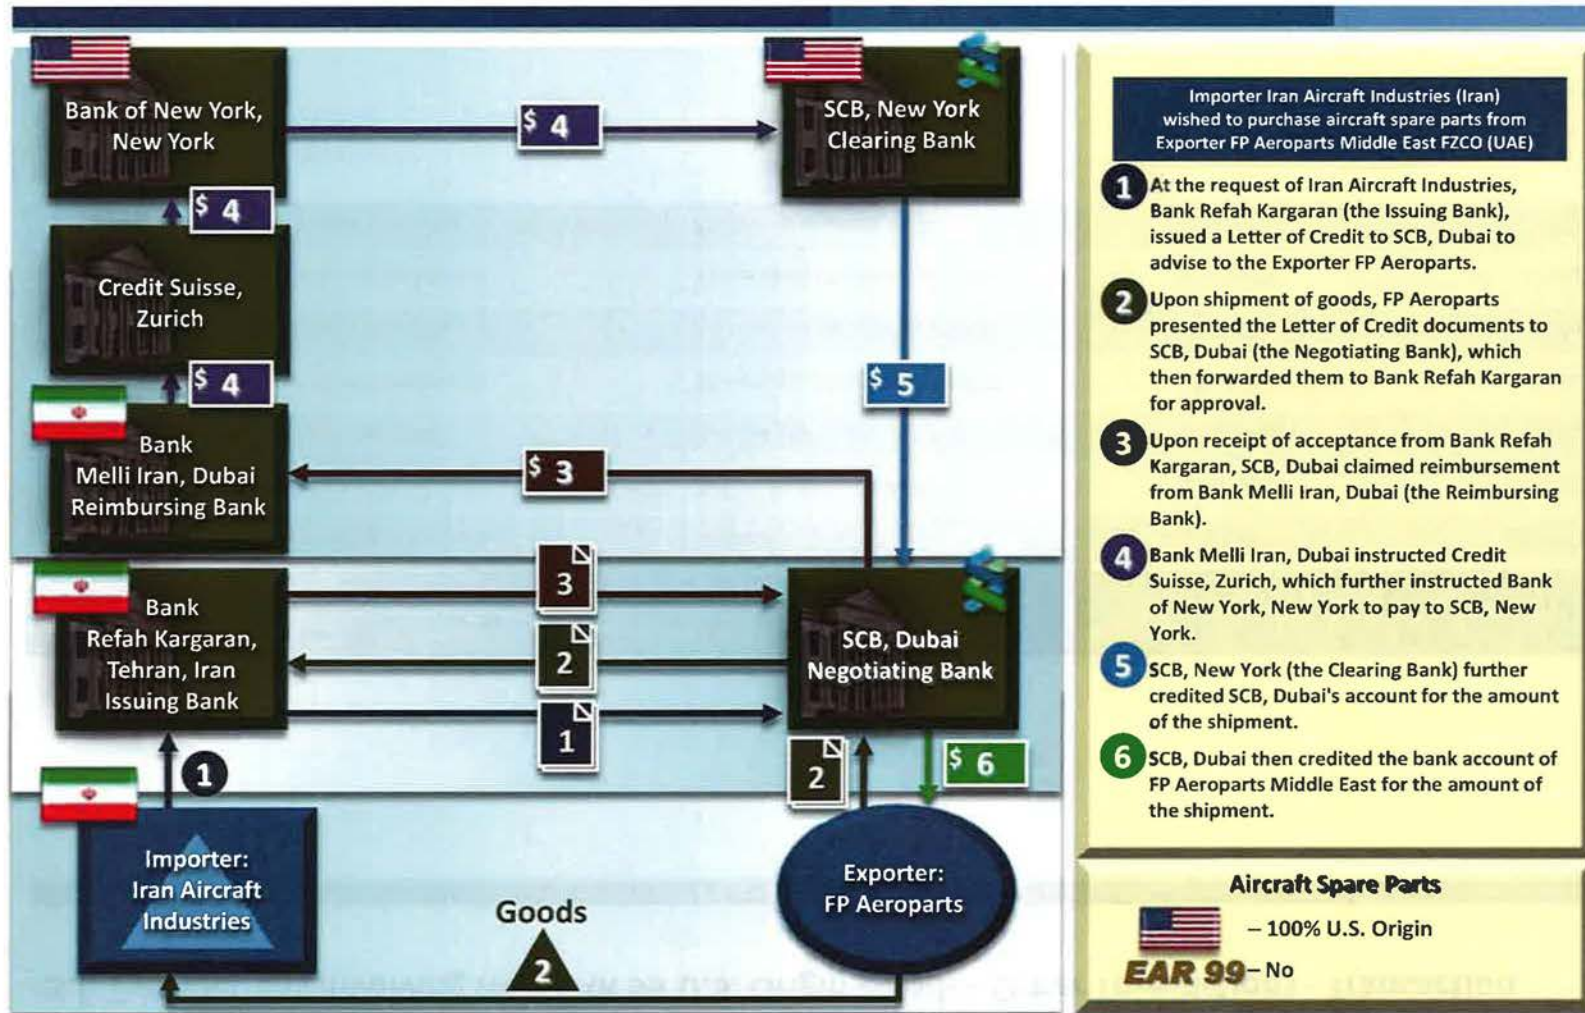 Bank of New York,
New York
$ 4
SCB, New York
Clearing Bank
$ 4
Credit Suisse,
Zurich
$ 4
$ 5
Bank
Melli Iran, Dubai
Reimbursing Bank
$ 3
Bank
Refah Kargaran,
Tehran, Iran
Issuing Bank
3
2
1
SCB, Dubai
Negotiating Bank
1
2
$ 6
Importer:
Iran Aircraft
Industries
Goods
2
Exporter:
FP Aeroparts
Importer Iran Aircraft Industries (Iran)
wished to purchase aircraft spare parts from
Exporter FP Aeroparts Middle East FZCO (UAE)
1 At the request of Iran Aircraft Industries,
Bank Refah Kargaran (the Issuing Bank),
issued a Letter of Credit to SCB, Dubai to
advise to the Exporter FP Aeroparts.
2 Upon shipment of goods, FP Aeroparts
presented the Letter of Credit documents to
SCB, Dubai (the Negotiating Bank), which
then forwarded them to Bank Refah Kargaran
for approval.
3 Upon receipt of acceptance from Bank Refah
Kargaran, SCB, Dubai claimed reimbursement
from Bank Melli Iran, Dubai (the Reimbursing
Bank).
4 Bank Melli Iran, Dubai instructed Credit
Suisse, Zurich, which further instructed Bank
of New York, New York to pay to SCB, New
York.
5 SCB, New York (the Clearing Bank) further
credited SCB, Dubai's account for the amount
of the shipment.
6 SCB, Dubai then credited the bank account of
FP Aeroparts Middle East for the amount of
the shipment.
Aircraft Spare Parts
– 100% U.S. Origin
EAR 99 – No